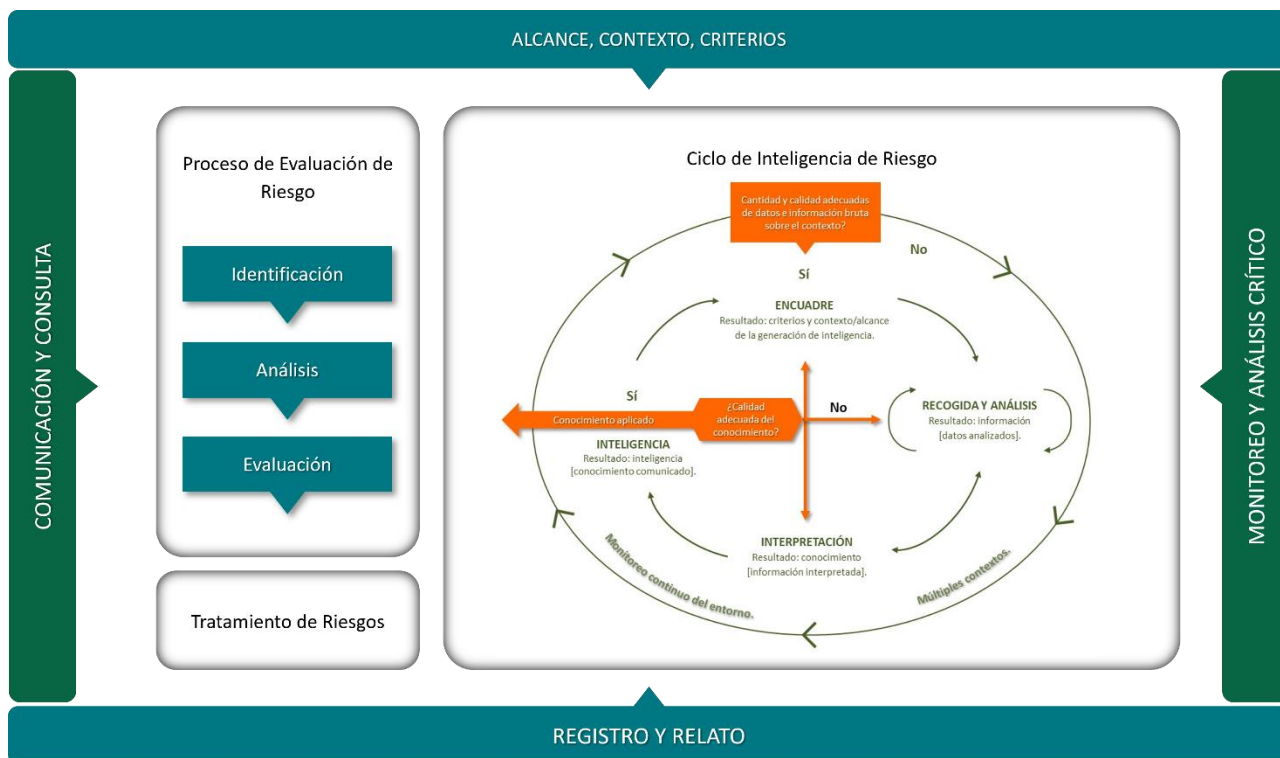 ALCANCE, CONTEXTO, CRITERIOS
COMUNICACIÓN Y CONSULTA
Proceso de Evaluación de
Riesgo
Identificación
Análisis
Evaluación
Tratamiento de Riesgos
Ciclo de Inteligencia de Riesgo
Cantidad y calidad adecuadas
de datos e información bruta
sobre el contexto?
No
Sí
ENCUADRE
Resultado: criterios y contexto/alcance
de la generación de inteligencia.
Sí
Conocimiento aplicado
¿Calidad
adecuada del
conocimiento?
No
RECOGIDA Y ANÁLISIS
Resultado: información
[datos analizados].
INTELIGENCIA
Resultado: inteligencia
[conocimiento comunicado].
INTERPRETACIÓN
Resultado: conocimiento
[información interpretada].
Monitoreo continuo del entorno.
Múltiples contextos.
MONITOREO Y ANÁLISIS CRÍTICO
REGISTRO Y RELATO